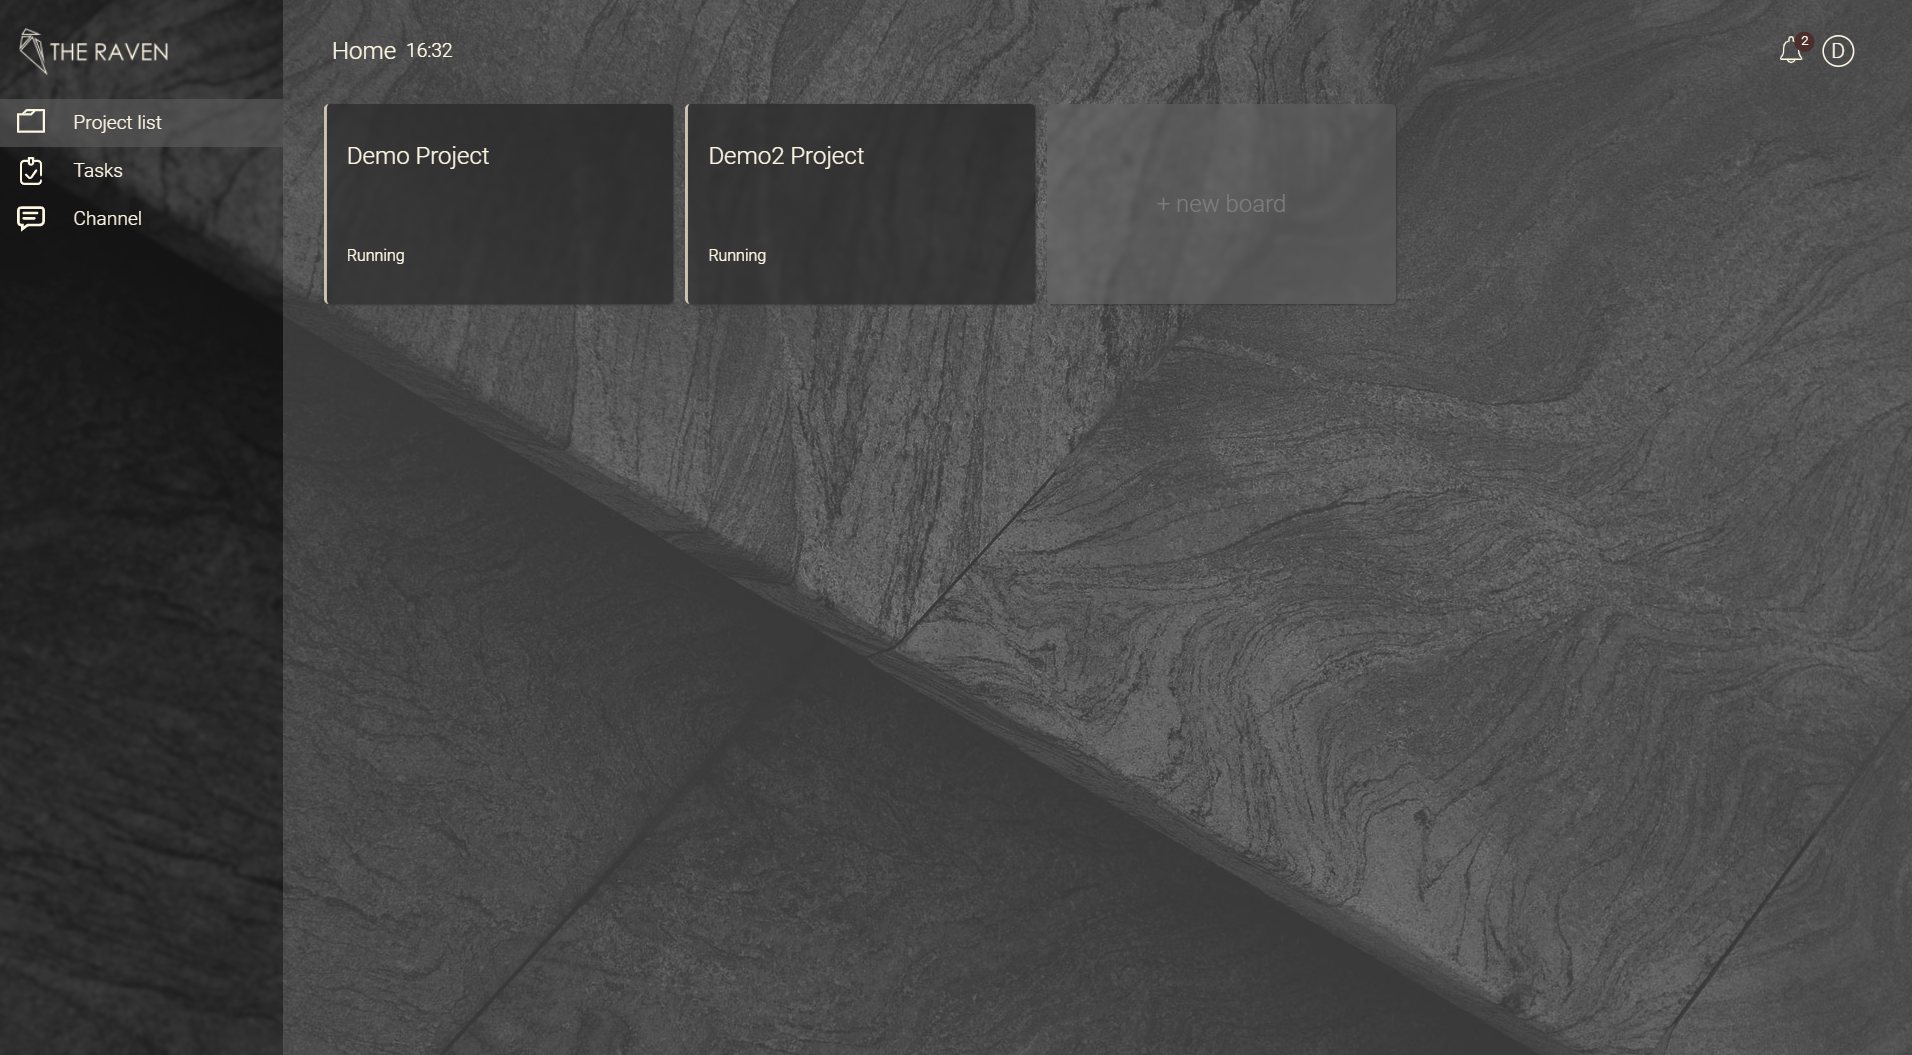 THE RAVEN
Home 16:32
2
D
Project list
Tasks
Channel
Demo Project
Running
Demo2 Project
Running
+ new board